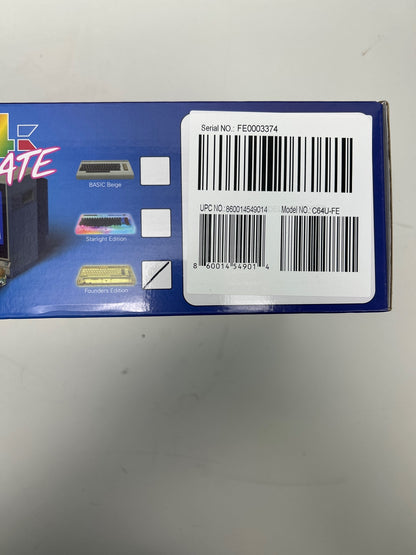 ATE
BASIC Beige
Starlight Edition
Founders Edition
Serial NO.: FE0003374
UPC NO.:860014549014
Model NO.: C64U-FE
8 60014 54901 4